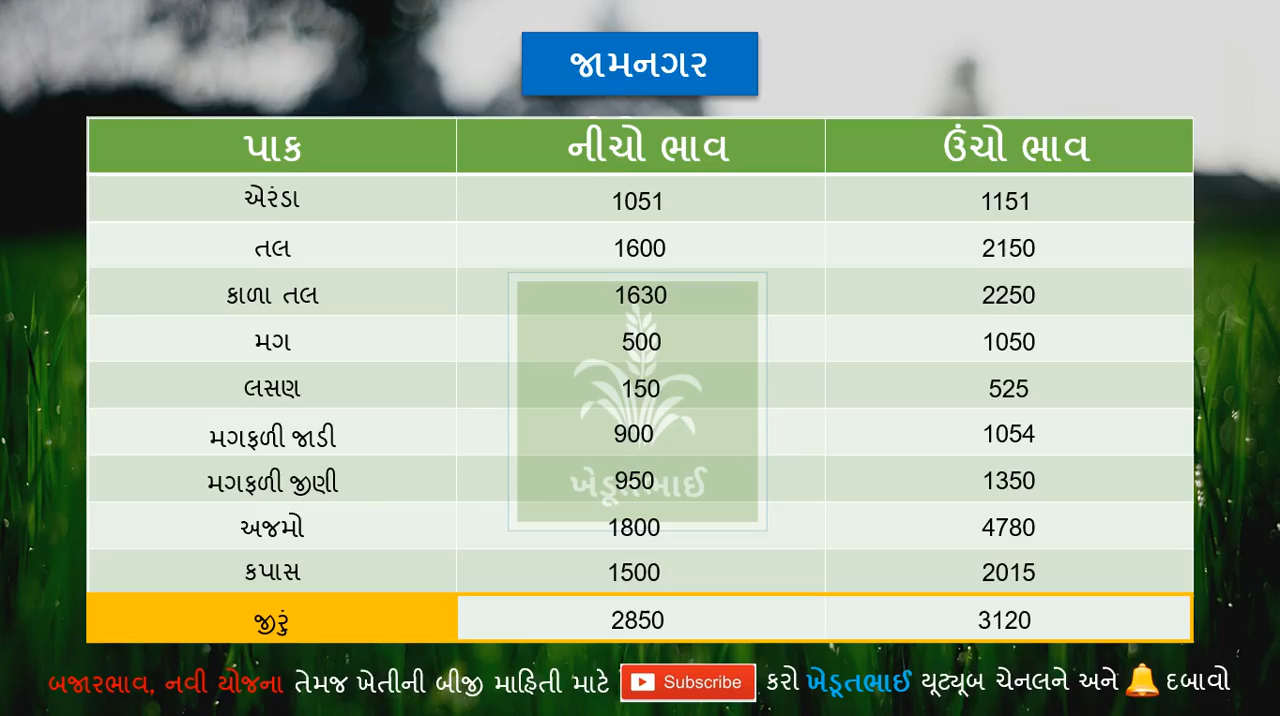 જામનગર
પાક નીચો ભાવ ઉંચો ભાવ
એરંડા 1051 1151
તલ 1600 2150
કાળા તલ 1630 2250
મગ 500 1050
લસણ 150 525
મગફળી જાડી 900 1054
મગફળી જીણી 950 1350
ખેડૂતભાઈ
અજમો 1800 4780
કપાસ 1500 2015
જીરું 2850 3120
બજારભાવ, નવી યોજના તેમજ ખેતીની બીજી માહિતી માટે Subscribe કરો ખેડૂતભાઈ યૂટ્યૂબ ચેનલને અને દબાવો